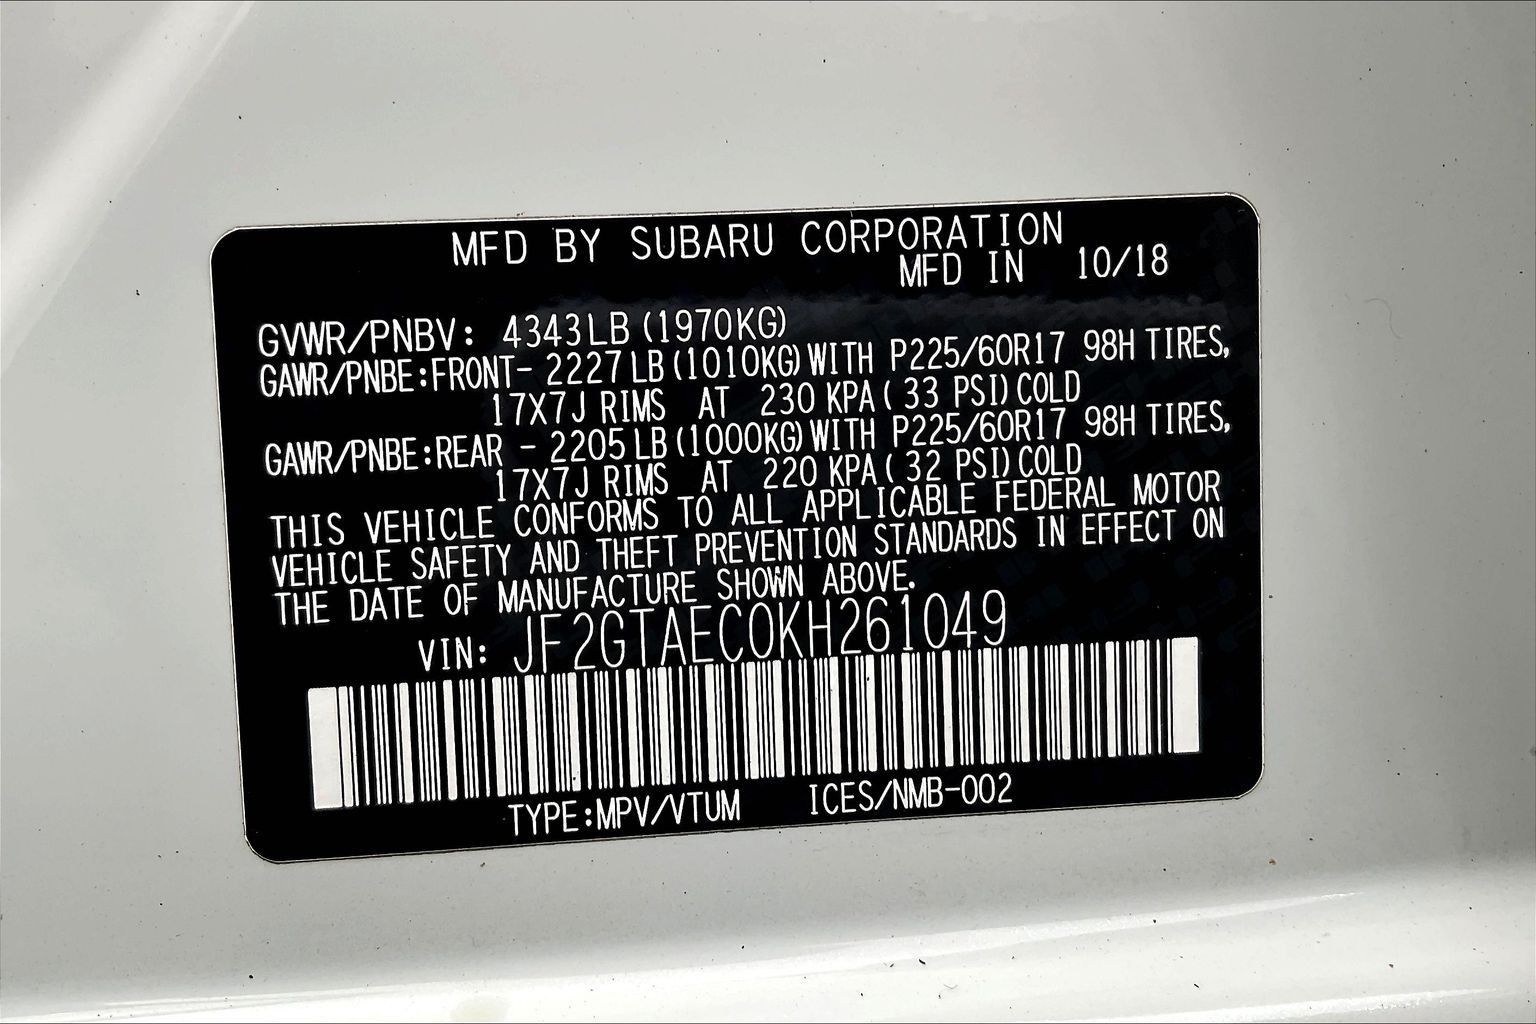 MFD BY SUBARU CORPORATION
MFD IN 10/18
GVWR/PNBV: 4343LB (1970KG)
GAWR/PNBE:FRONT- 2227LB (1010KG) WITH P225/60R17 98H TIRES,
17X7J RIMS AT 230 KPA( 33 PSI) COLD
GAWR/PNBE:REAR - 2205LB (1000KG) WITH P225/60R17 98H TIRES,
17X7J RIMS AT 220 KPA( 32 PSI) COLD
THIS VEHICLE CONFORMS TO ALL APPLICABLE FEDERAL MOTOR
VEHICLE SAFETY AND THEFT PREVENTION STANDARDS IN EFFECT ON
THE DATE OF MANUFACTURE SHOWN ABOVE.
VIN: JF2GTAEC0KH261049
TYPE:MPV/VTUM ICES/NMB-002